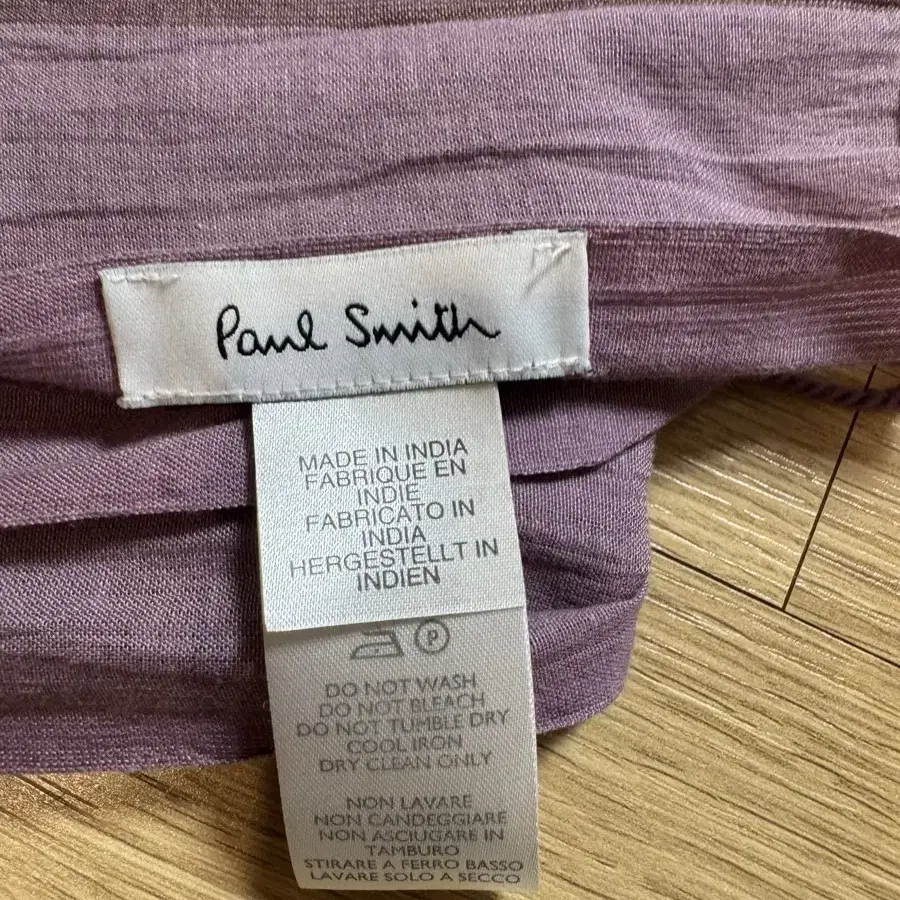 Paul Smith
MADE IN INDIA
FABRIQUE EN
INDIE
FABRICATO IN
INDIA
HERGESTELLT IN
INDIEN
P
DO NOT WASH
DO NOT BLEACH
DO NOT TUMBLE DRY
COOL IRON
DRY CLEAN ONLY
NON LAVARE
NON CANDEGGIARE
NON ASCIUGARE IN
TAMBURO
STIRARE A FERRO BASSO
LAVARE SOLO A SECCO